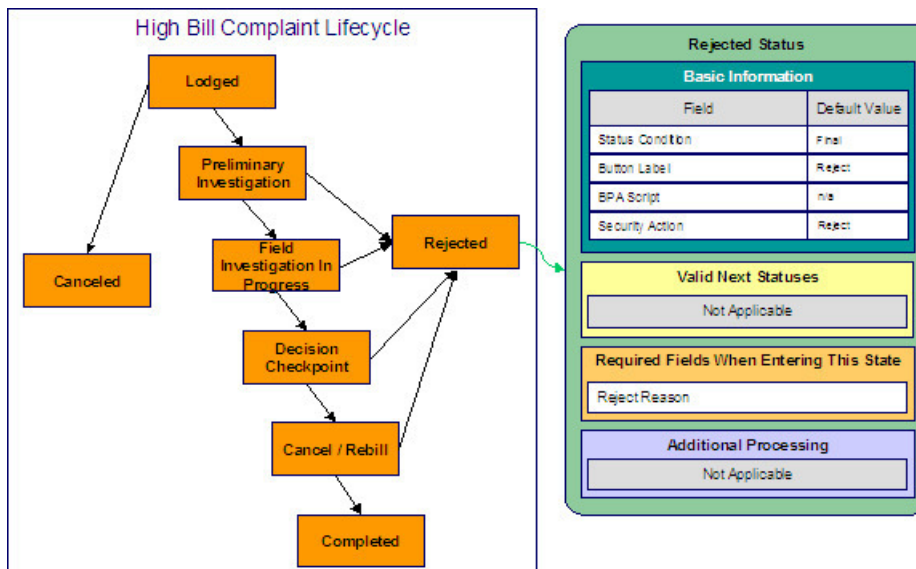 High Bill Complaint Lifecycle
Lodged
Preliminary
Investigation
Field
Investigation In
Progress
Rejected
Canceled
Decision
Checkpoint
Cancel / Rebill
Completed
Rejected Status
Basic Information
Field Default Value
Status Condition Final
Button Label Reject
BPA Script n/a
Security Action Reject
Valid Next Statuses
Not Applicable
Required Fields When Entering This State
Reject Reason
Additional Processing
Not Applicable